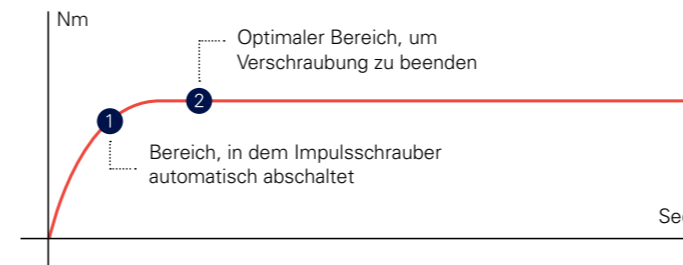 Nm
Optimaler Bereich, um
Verschraubung zu beenden
2
1
Bereich, in dem Impulsschrauber
automatisch abschaltet